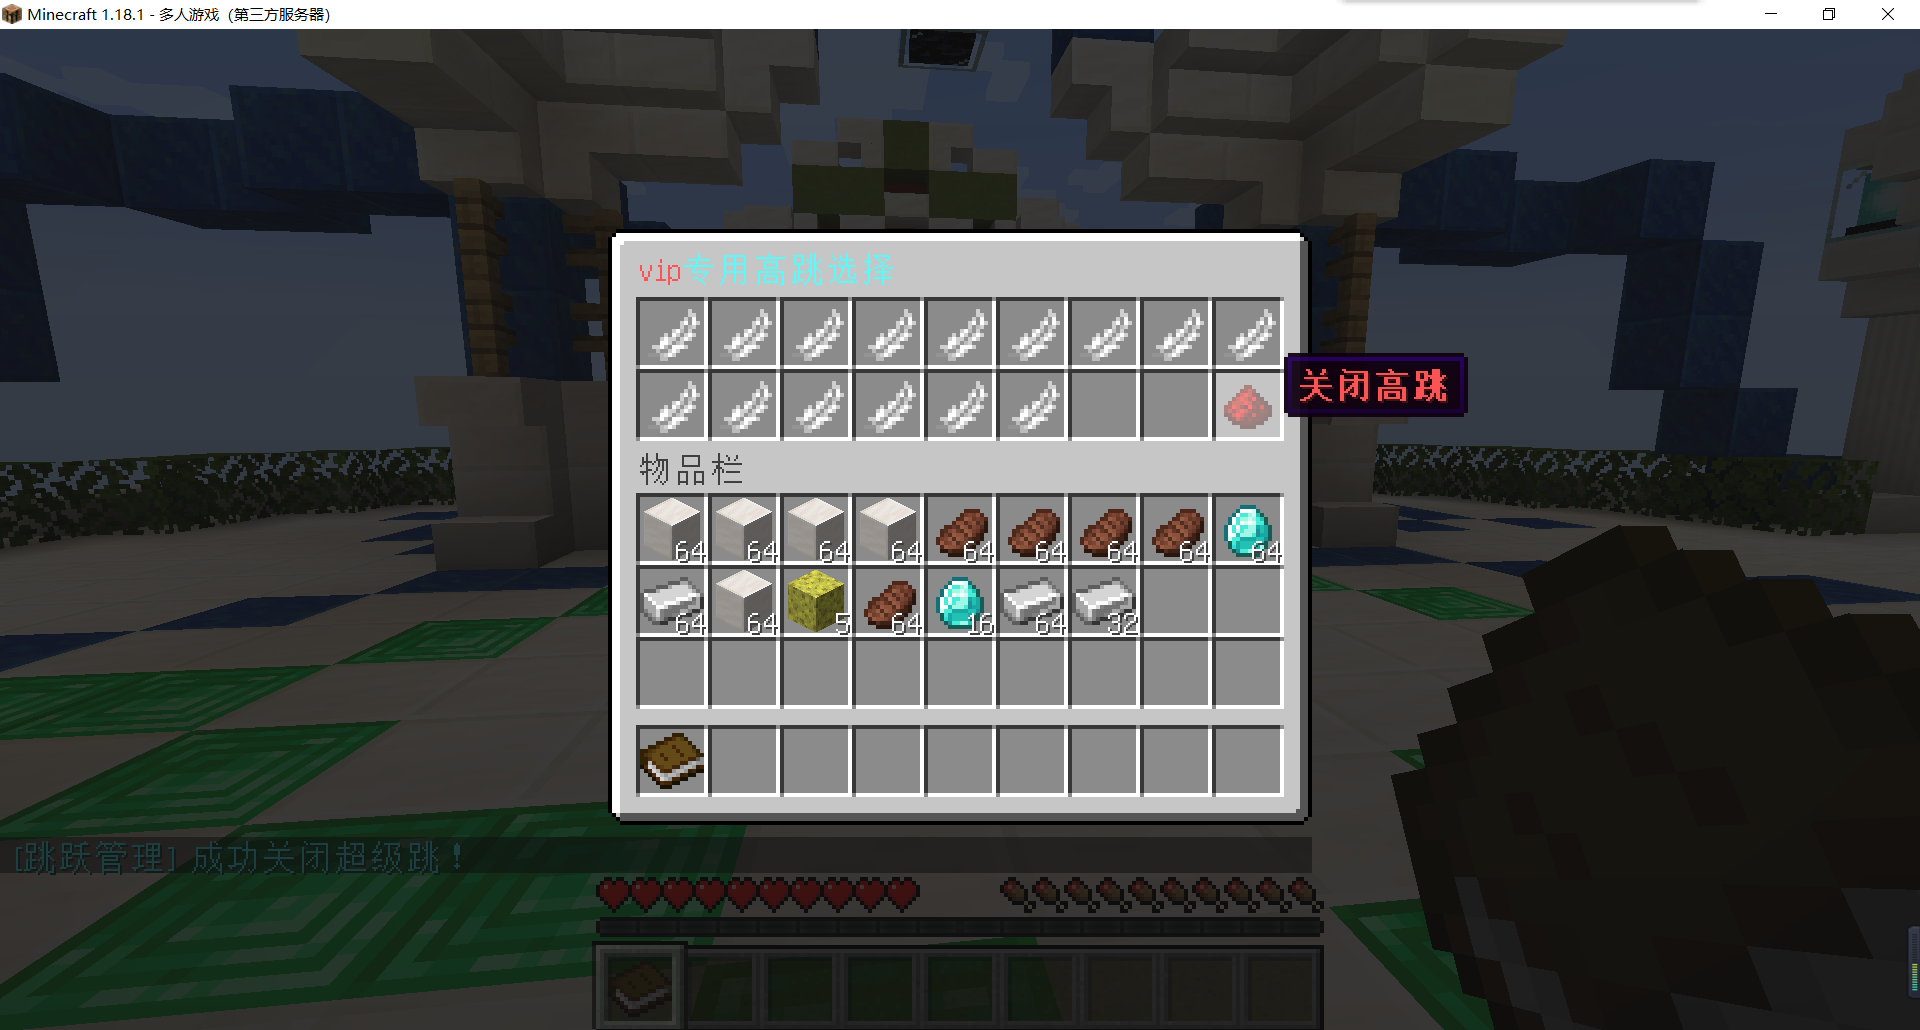 Minecraft 1.18.1 - 多人游戏（第三方服务器）
vip专用高跳选择
关闭高跳
物品栏
64 64 64 64 64 64 64 64 64
64 64 5 64 16 64 32
[跳跃管理] 成功关闭超级跳！